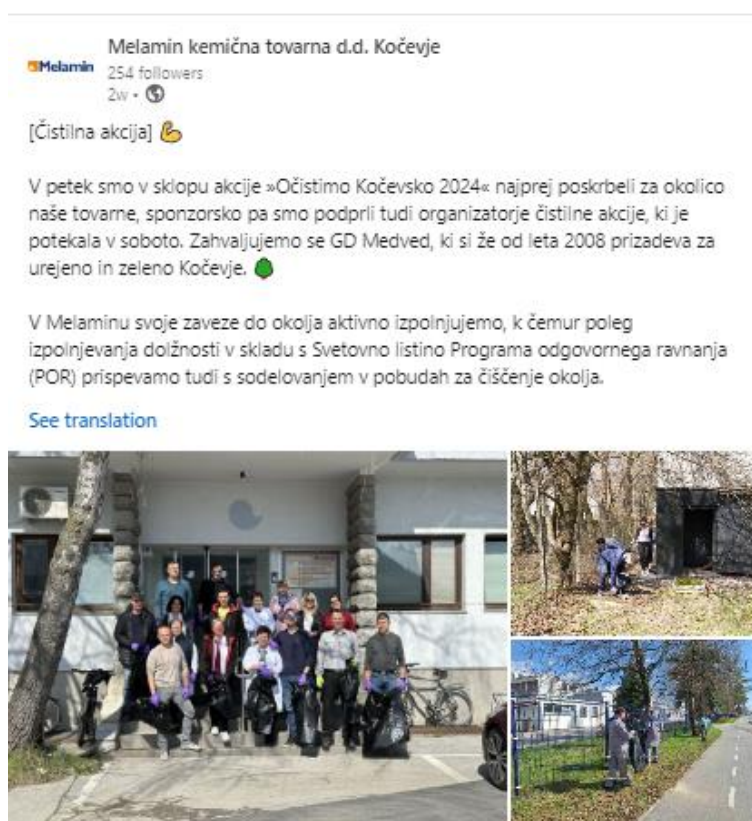 Melamin kemična tovarna d.d. Kočevje
Melamin
254 followers
2w •
[Čistilna akcija] 💪
V petek smo v sklopu akcije »Očistimo Kočevsko 2024« najprej poskrbeli za okolico
naše tovarne, sponzorsko pa smo podprli tudi organizatorje čistilne akcije, ki je
potekala v soboto. Zahvaljujemo se GD Medved, ki si že od leta 2008 prizadeva za
urejeno in zeleno Kočevje. 🌳
V Melaminu svoje zaveze do okolja aktivno izpolnjujemo, k čemur poleg
izpolnjevanja dolžnosti v skladu s Svetovno listino Programa odgovornega ravnanja
(POR) prispevamo tudi s sodelovanjem v pobudah za čiščenje okolja.
See translation